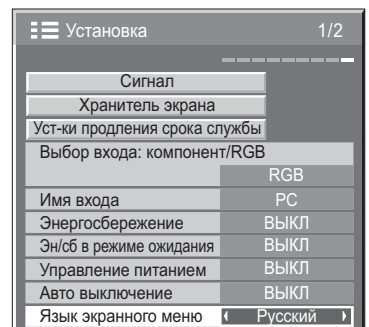 Установка 1/2
Сигнал
Хранитель экрана
Уст-ки продления срока службы
Выбор входа: компонент/RGB
RGB
Имя входа PC
Энергосбережение ВЫКЛ
Эн/сб в режиме ожидания ВЫКЛ
Управление питанием ВЫКЛ
Авто выключение ВЫКЛ
Язык экранного меню Русский